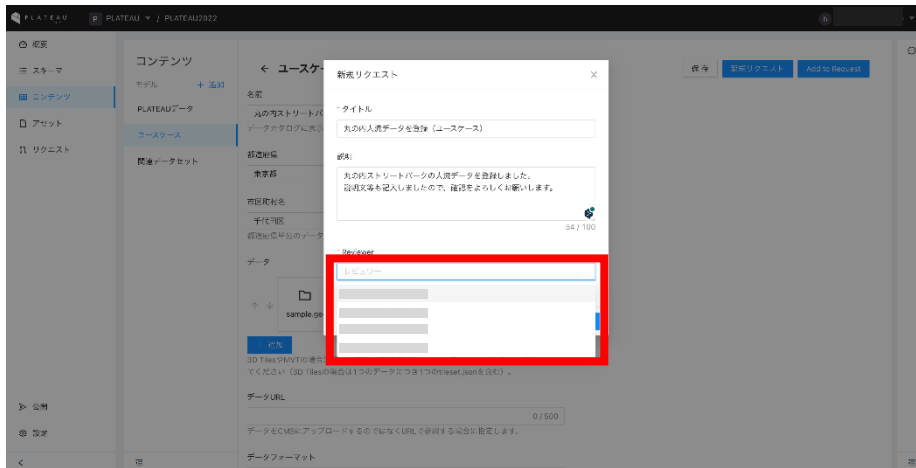 PLATEAU
P PLATEAU / PLATEAU2022
h
概要
スキーマ
コンテンツ
アセット
リクエスト
公開
設定
コンテンツ
モデル
+ 追加
PLATEAUデータ
ユースケース
関連データセット
← ユースケー
保存
新規リクエスト
Add to Request
名前
丸の内ストリートパ
データカタログに表示
都道府県
東京都
市区町村名
千代田区
都道府県単位のデータ
データ
sample.ge
+ 追加
3D TilesやMVTの場合
てください（3D Tilesの場合は1つのデータにつき1つのtileset.jsonを含む）。
データURL
0 / 500
データをCMSにアップロードするのではなくURLで参照する場合に指定します。
データフォーマット
新規リクエスト
* タイトル
丸の内人流データを登録（ユースケース）
説明
丸の内ストリートパークの人流データを登録しました。
説明文等も記入しましたので、確認をよろしくお願いします。
54 / 100
* Reviewer
レビュワー